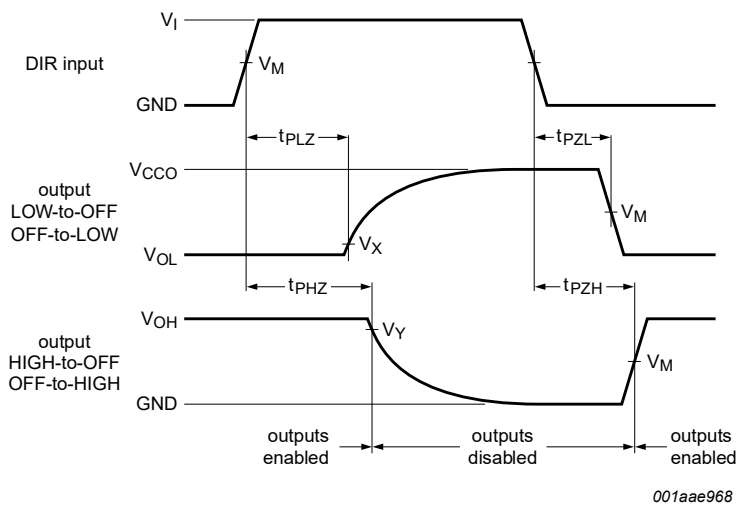 V_I
DIR input
V_M
GND
t_PLZ
t_PZL
V_CCO
output
LOW-to-OFF
OFF-to-LOW
V_M
V_X
V_OL
t_PHZ
t_PZH
V_OH
V_Y
output
HIGH-to-OFF
OFF-to-HIGH
V_M
GND
outputs
enabled
outputs
disabled
outputs
enabled
001aae968